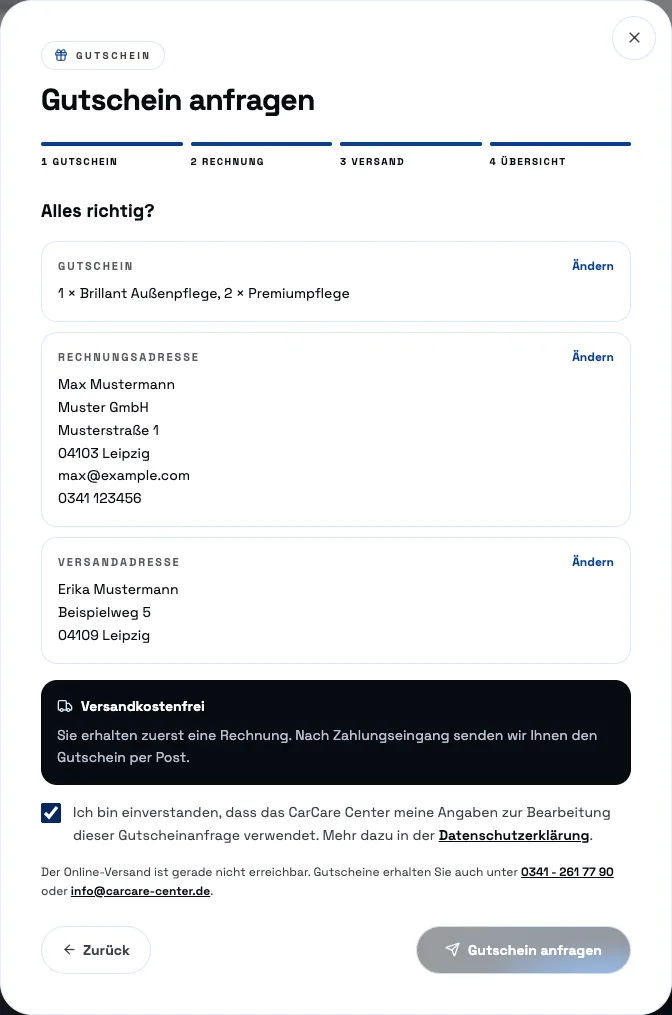 GUTSCHEIN
Gutschein anfragen
1 GUTSCHEIN
2 RECHNUNG
3 VERSAND
4 ÜBERSICHT
Alles richtig?
GUTSCHEIN
Ändern
1 × Brillant Außenpflege, 2 × Premiumpflege
RECHNUNGSADRESSE
Ändern
Max Mustermann
Muster GmbH
Musterstraße 1
04103 Leipzig
max@example.com
0341 123456
VERSANDADRESSE
Ändern
Erika Mustermann
Beispielweg 5
04109 Leipzig
Versandkostenfrei
Sie erhalten zuerst eine Rechnung. Nach Zahlungseingang senden wir Ihnen den
Gutschein per Post.
Ich bin einverstanden, dass das CarCare Center meine Angaben zur Bearbeitung
dieser Gutscheinanfrage verwendet. Mehr dazu in der Datenschutzerklärung.
Der Online-Versand ist gerade nicht erreichbar. Gutscheine erhalten Sie auch unter 0341 - 261 77 90
oder info@carcare-center.de.
Zurück
Gutschein anfragen